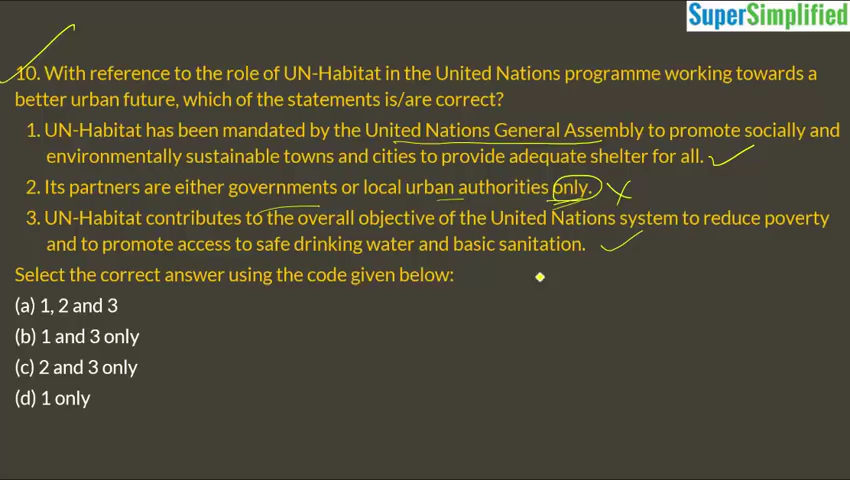 SuperSimplified
10. With reference to the role of UN-Habitat in the United Nations programme working towards a
better urban future, which of the statements is/are correct?
1. UN-Habitat has been mandated by the United Nations General Assembly to promote socially and
environmentally sustainable towns and cities to provide adequate shelter for all.
2. Its partners are either governments or local urban authorities only.
3. UN-Habitat contributes to the overall objective of the United Nations system to reduce poverty
and to promote access to safe drinking water and basic sanitation.
Select the correct answer using the code given below:
(a) 1, 2 and 3
(b) 1 and 3 only
(c) 2 and 3 only
(d) 1 only